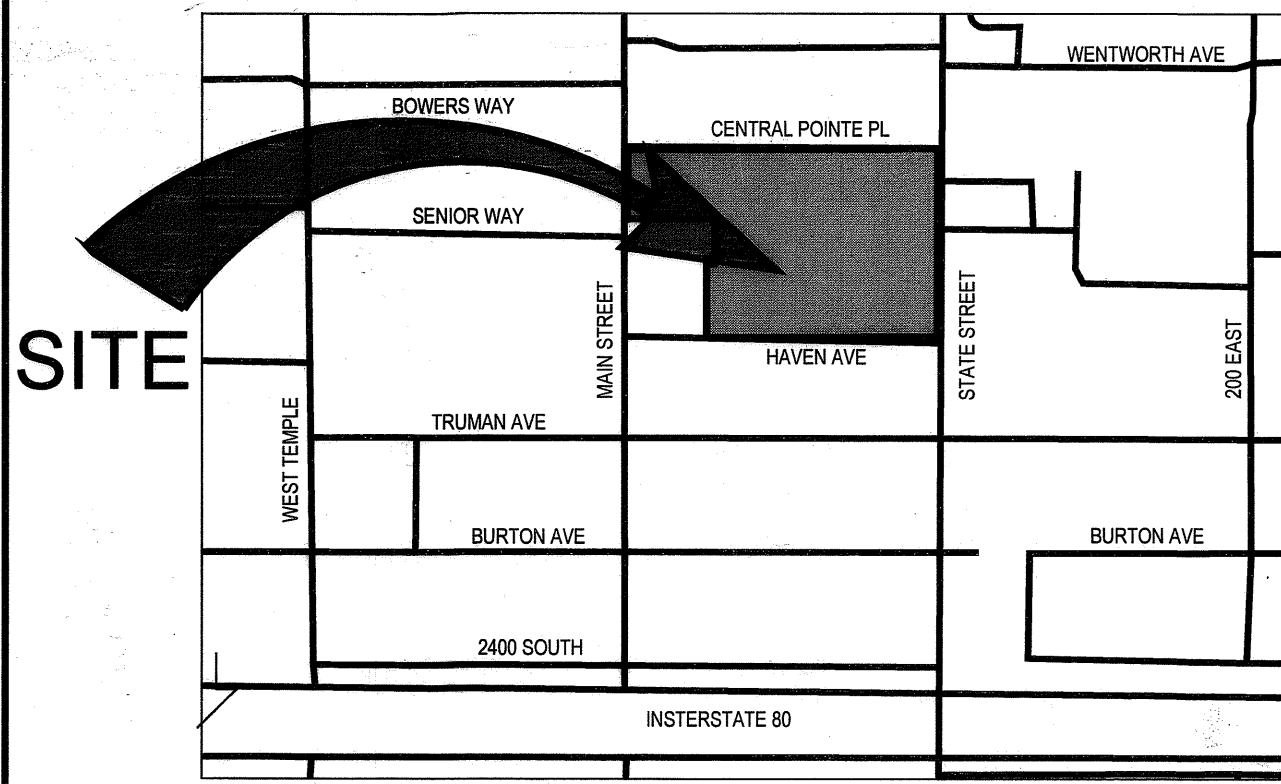 WENTWORTH AVE
BOWERS WAY
CENTRAL POINTE PL
SENIOR WAY
MAIN STREET
STATE STREET
SITE
HAVEN AVE
200 EAST
TRUMAN AVE
WEST TEMPLE
BURTON AVE
BURTON AVE
2400 SOUTH
INSTERSTATE 80